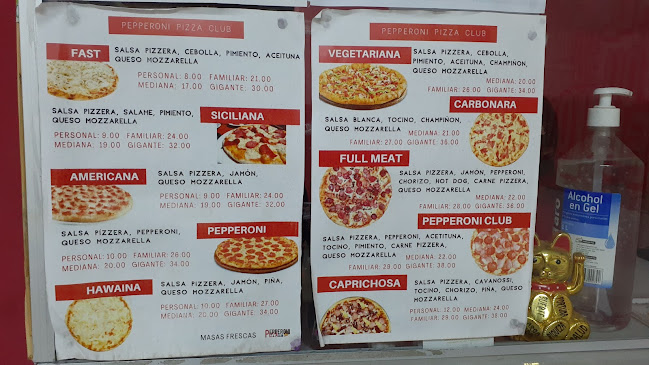 PEPPERONI PIZZA CLUB
FAST
SALSA PIZZERA, CEBOLLA, PIMIENTO, ACEITUNA
QUESO MOZZARELLA
PERSONAL: 8.00 FAMILIAR: 21.00
MEDIANA: 17.00 GIGANTE: 30.00
SALSA PIZZERA, SALAME, PIMIENTO,
QUESO MOZZARELLA
SICILIANA
PERSONAL: 9.00 FAMILIAR: 24.00
MEDIANA: 19.00 GIGANTE: 32.00
AMERICANA
SALSA PIZZERA, JAMÓN,
QUESO MOZZARELLA
PERSONAL: 9.00 FAMILIAR: 24.00
MEDIANA: 19.00 GIGANTE: 32.00
SALSA PIZZERA, PEPPERONI,
QUESO MOZZARELLA
PEPPERONI
PERSONAL: 10.00 FAMILIAR: 26.00
MEDIANA: 20.00 GIGANTE: 34.00
HAWAINA
SALSA PIZZERA, JAMÓN, PIÑA,
QUESO MOZZARELLA
PERSONAL: 10.00 FAMILIAR: 27.00
MEDIANA: 20.00 GIGANTE: 34.00
MASAS FRESCAS
PEPPERONI PIZZA CLUB
VEGETARIANA
SALSA PIZZERA, CEBOLLA,
PIMIENTO, ACEITUNA, CHAMPIÑON,
QUESO MOZZARELLA
MEDIANA: 20.00
FAMILIAR: 26.00 GIGANTE: 34.00
CARBONARA
SALSA BLANCA, TOCINO, CHAMPIÑON,
QUESO MOZZARELLA
MEDIANA: 21.00
FAMILIAR: 27.00 GIGANTE: 36.00
FULL MEAT
SALSA PIZZERA, JAMÓN, PEPPERONI,
CHORIZO, HOT DOG, CARNE PIZZERA,
QUESO MOZZARELLA
MEDIANA: 22.00
FAMILIAR: 28.00 GIGANTE: 38.00
PEPPERONI CLUB
SALSA PIZZERA, PEPPERONI, ACETITUNA,
TOCINO, PIMIENTO, CARNE PIZZERA,
QUESO MOZZARELLA
MEDIANA: 22.00
FAMILIAR: 29.00 GIGANTE: 38.00
CAPRICHOSA
SALSA PIZZERA, CAVANOSSI,
TOCINO, CHORIZO, PIÑA, QUESO
MOZZARELLA
PERSONAL: 12.00 MEDIANA: 24.00
FAMILIAR: 29.00 GIGANTE: 38.00
Alcohol
en Gel